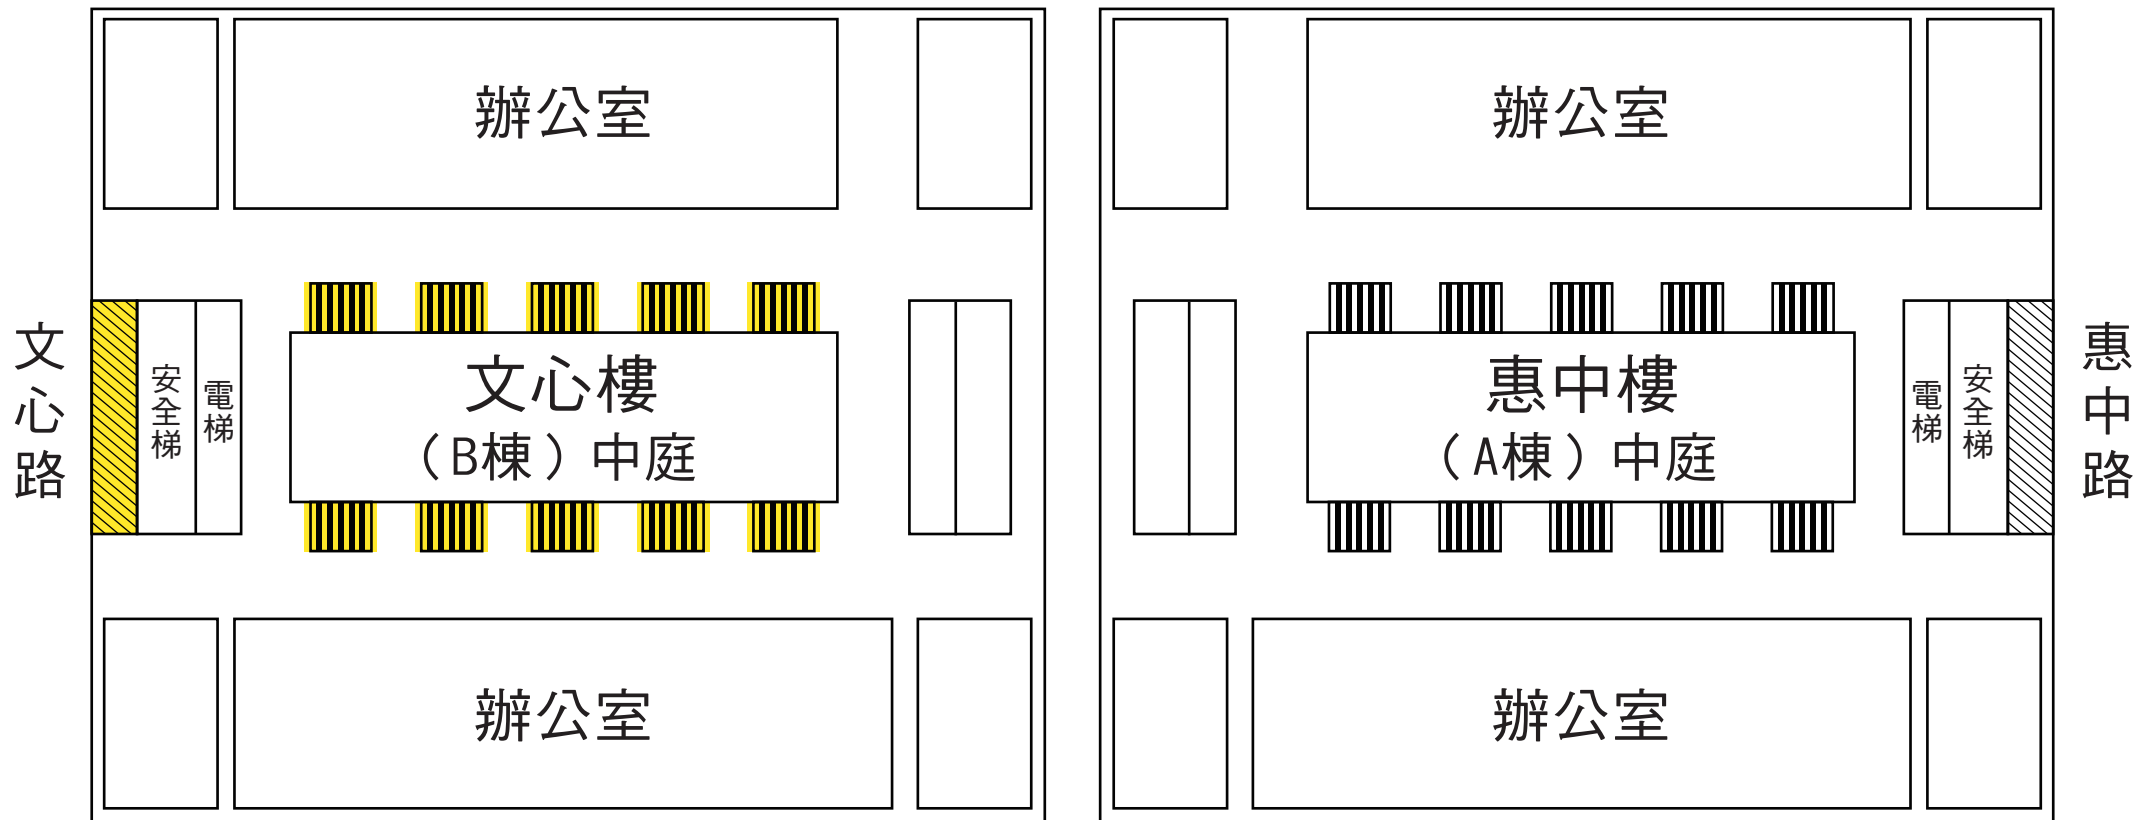 辦公室
辦公室
文心路
安全梯
電梯
文心樓
（B棟）中庭
惠中樓
（A棟）中庭
電梯
安全梯
惠中路
辦公室
辦公室